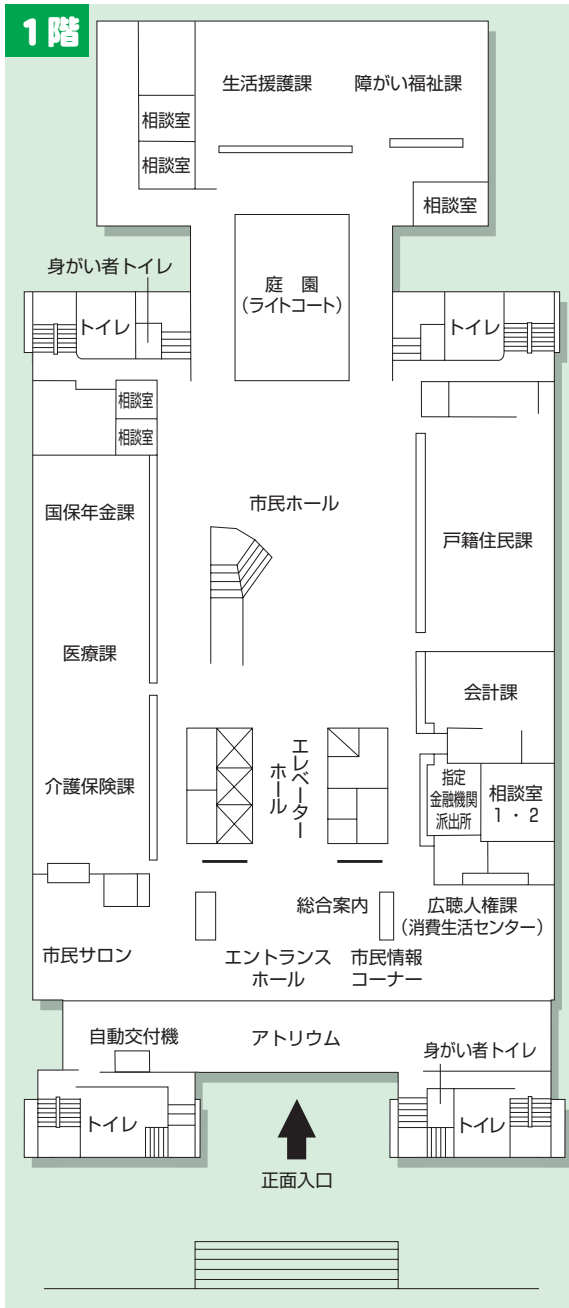 1階
生活援護課
障がい福祉課
相談室
相談室
相談室
身がい者トイレ
庭 園
(ライトコート)
トイレ
トイレ
相談室
相談室
市民ホール
国保年金課
戸籍住民課
医療課
会計課
エレベーター
ホール
介護保険課
指定
金融機関
派出所
相談室
1・2
総合案内
広聴人権課
(消費生活センター)
市民サロン
エントランス
ホール
市民情報
コーナー
自動交付機
アトリウム
身がい者トイレ
トイレ
トイレ
正面入口